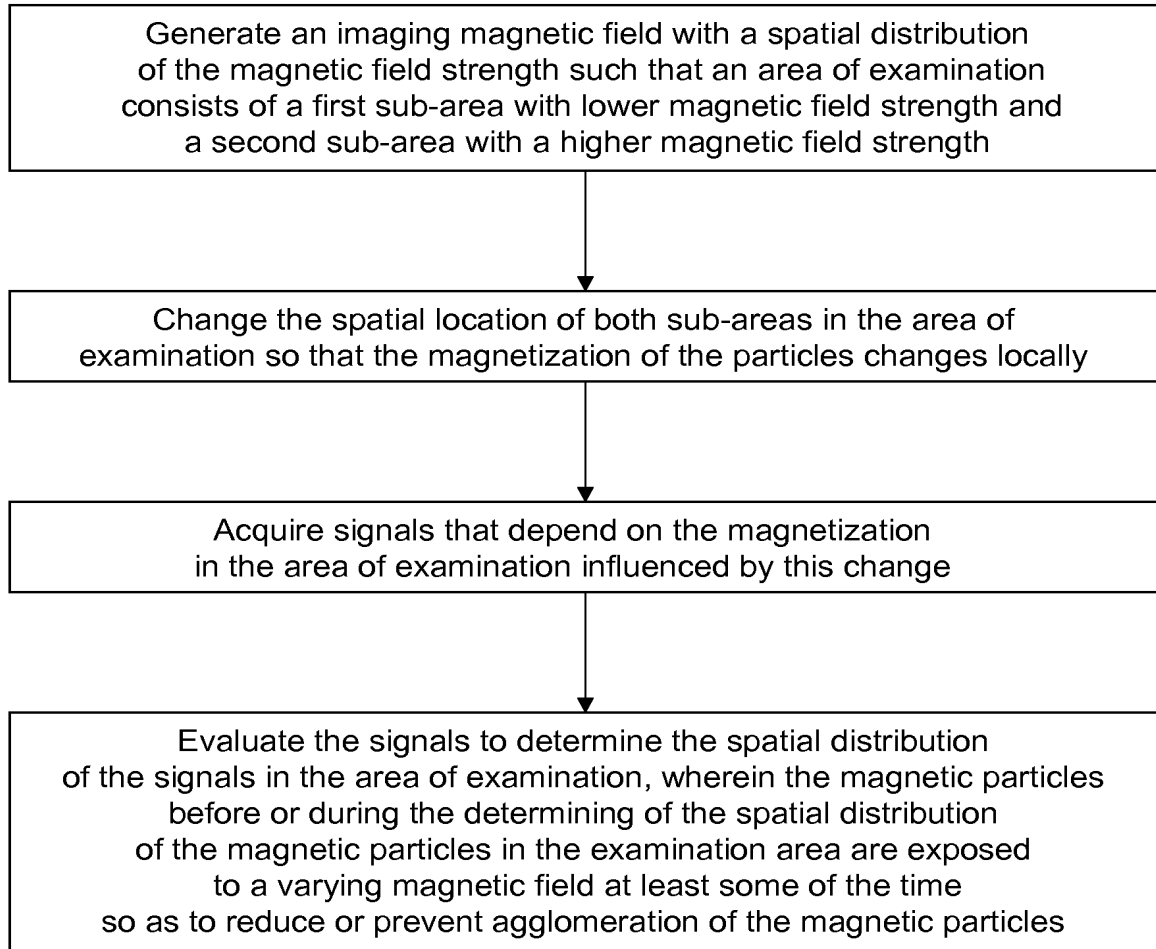 Generate an imaging magnetic field with a spatial distribution
of the magnetic field strength such that an area of examination
consists of a first sub-area with lower magnetic field strength and
a second sub-area with a higher magnetic field strength
Change the spatial location of both sub-areas in the area of
examination so that the magnetization of the particles changes locally
Acquire signals that depend on the magnetization
in the area of examination influenced by this change
Evaluate the signals to determine the spatial distribution
of the signals in the area of examination, wherein the magnetic particles
before or during the determining of the spatial distribution
of the magnetic particles in the examination area are exposed
to a varying magnetic field at least some of the time
so as to reduce or prevent agglomeration of the magnetic particles